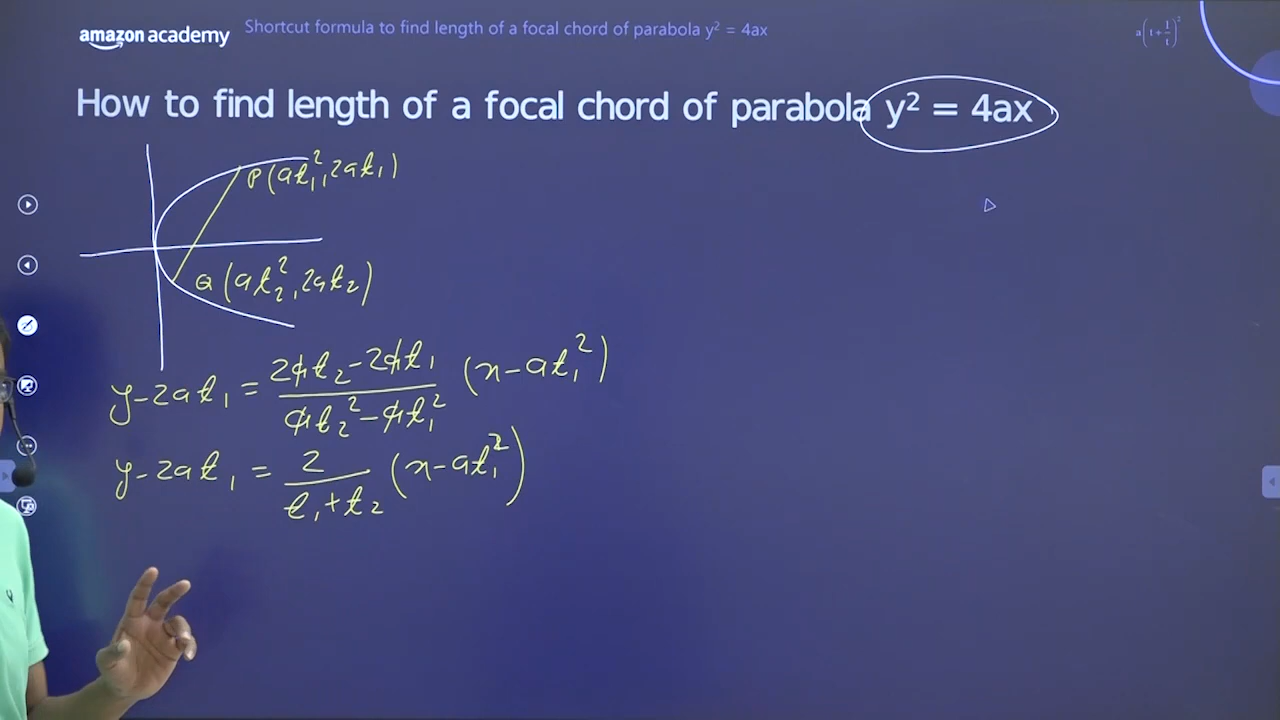 amazon academy
Shortcut formula to find length of a focal chord of parabola y² = 4ax
a(t+1/t)²
How to find length of a focal chord of parabola y² = 4ax
P(at₁², 2at₁)
Q(at₂², 2at₂)
y-2at₁ = (2at₂-2at₁)/(at₂²-at₁²) (x-at₁²)
y-2at₁ = 2/(t₁+t₂) (x-at₁²)